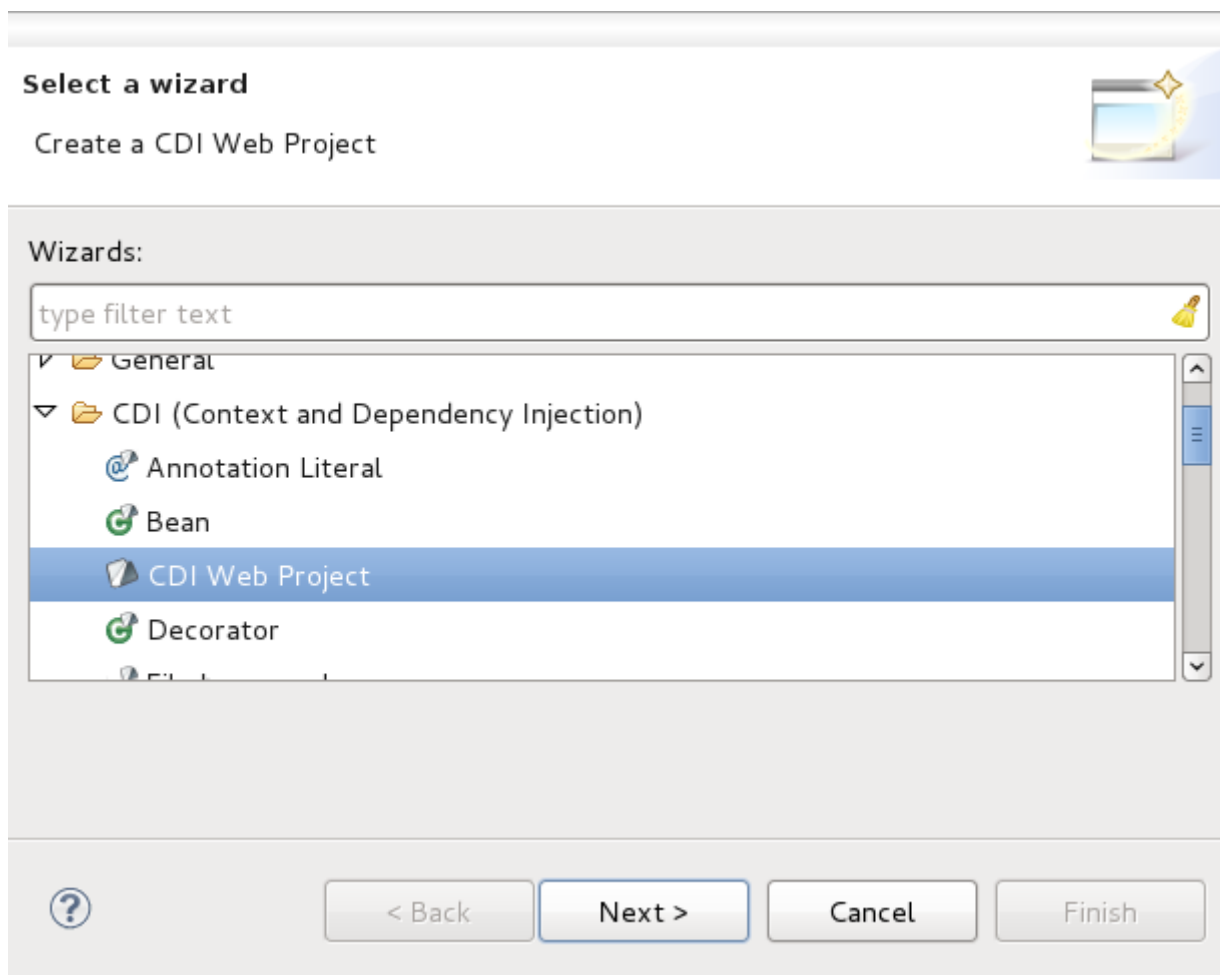 Select a wizard
Create a CDI Web Project
Wizards:
type filter text
General
CDI (Context and Dependency Injection)
Annotation Literal
Bean
CDI Web Project
Decorator
< Back
Next >
Cancel
Finish